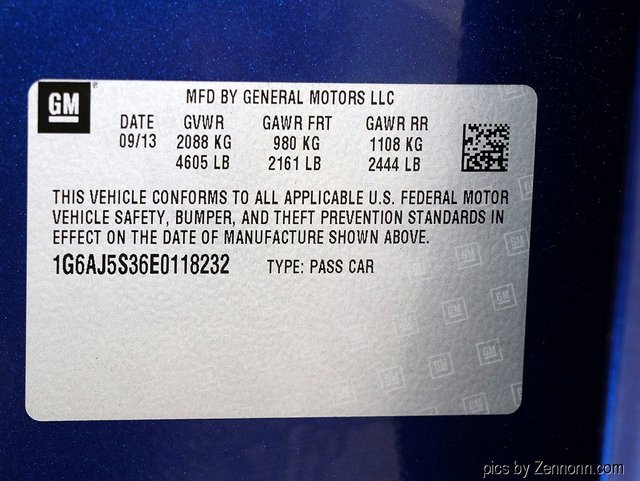 GM
MFD BY GENERAL MOTORS LLC
DATE GVWR GAWR FRT GAWR RR
09/13 2088 KG 980 KG 1108 KG
4605 LB 2161 LB 2444 LB
THIS VEHICLE CONFORMS TO ALL APPLICABLE U.S. FEDERAL MOTOR
VEHICLE SAFETY, BUMPER, AND THEFT PREVENTION STANDARDS IN
EFFECT ON THE DATE OF MANUFACTURE SHOWN ABOVE.
1G6AJ5S36E0118232 TYPE: PASS CAR
pics by Zennonn.com